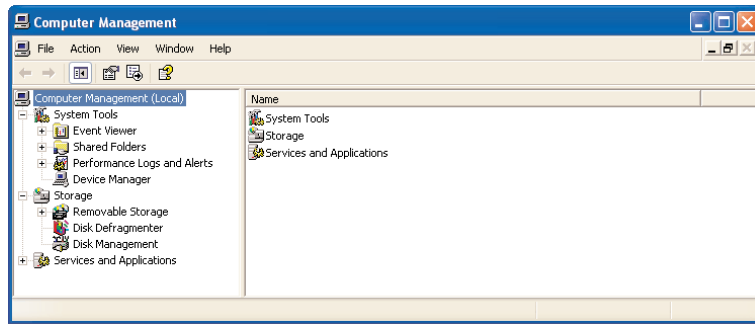 Computer Management
File Action View Window Help
Computer Management (Local)
System Tools
Event Viewer
Shared Folders
Performance Logs and Alerts
Device Manager
Storage
Removable Storage
Disk Defragmenter
Disk Management
Services and Applications
Name
System Tools
Storage
Services and Applications